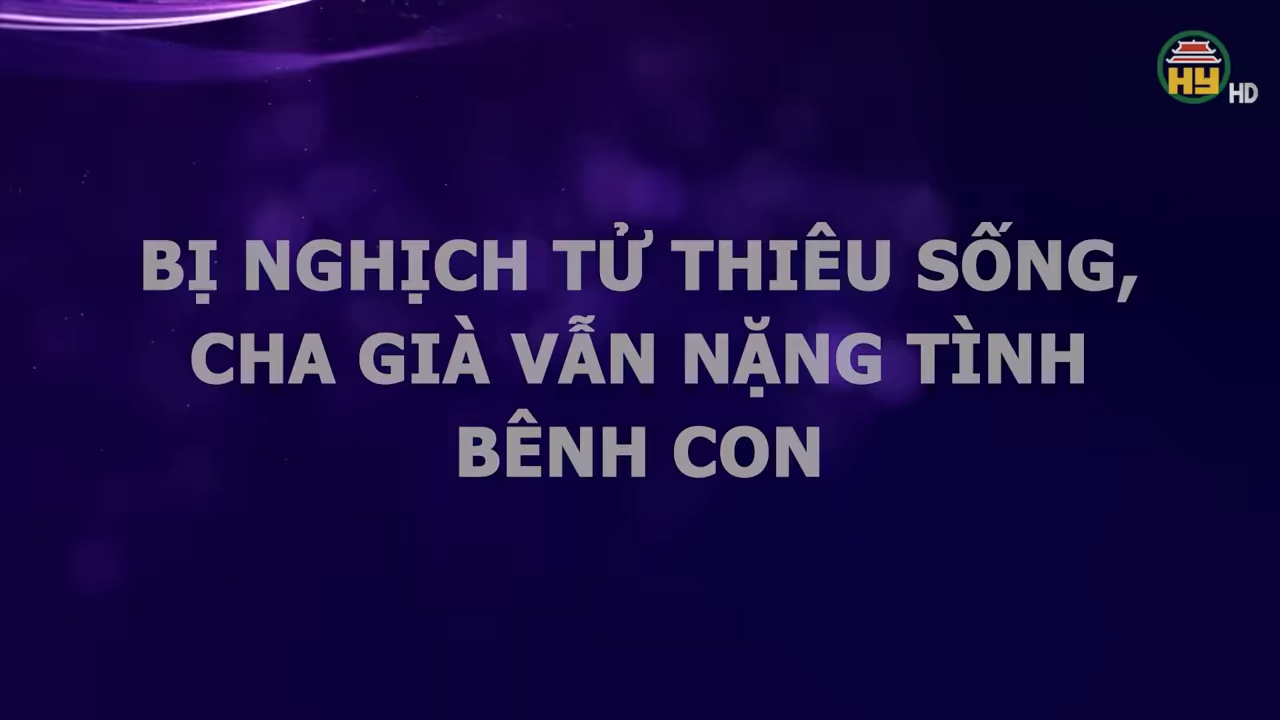 HY HD
BỊ NGHỊCH TỬ THIÊU SỐNG,
CHA GIÀ VẪN NẶNG TÌNH
BÊNH CON